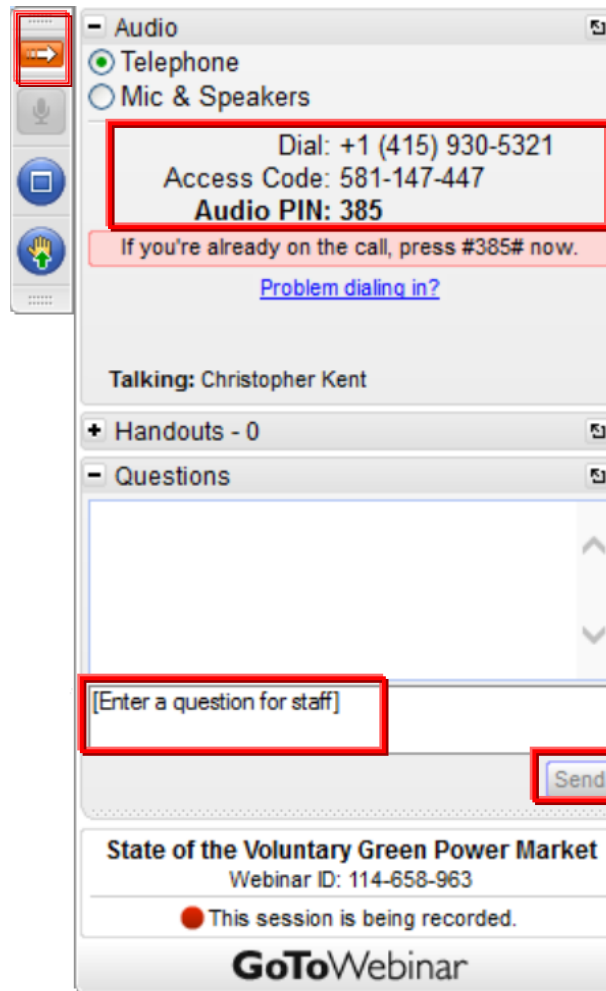 Audio
Telephone
Mic & Speakers
Dial: +1 (415) 930-5321
Access Code: 581-147-447
Audio PIN: 385
If you're already on the call, press #385# now.
Problem dialing in?
Talking: Christopher Kent
Handouts - 0
Questions
[Enter a question for staff]
Send
State of the Voluntary Green Power Market
Webinar ID: 114-658-963
This session is being recorded.
GoToWebinar